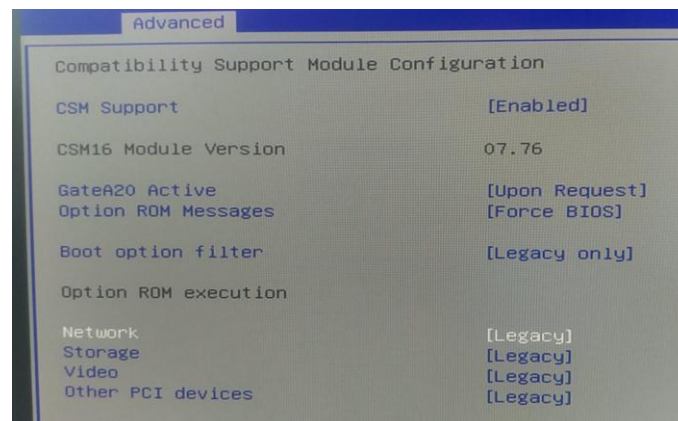 Advanced
Compatibility Support Module Configuration
CSM Support [Enabled]
CSM16 Module Version 07.76
GateA20 Active [Upon Request]
Option ROM Messages [Force BIOS]
Boot option filter [Legacy only]
Option ROM execution
Network [Legacy]
Storage [Legacy]
Video [Legacy]
Other PCI devices [Legacy]